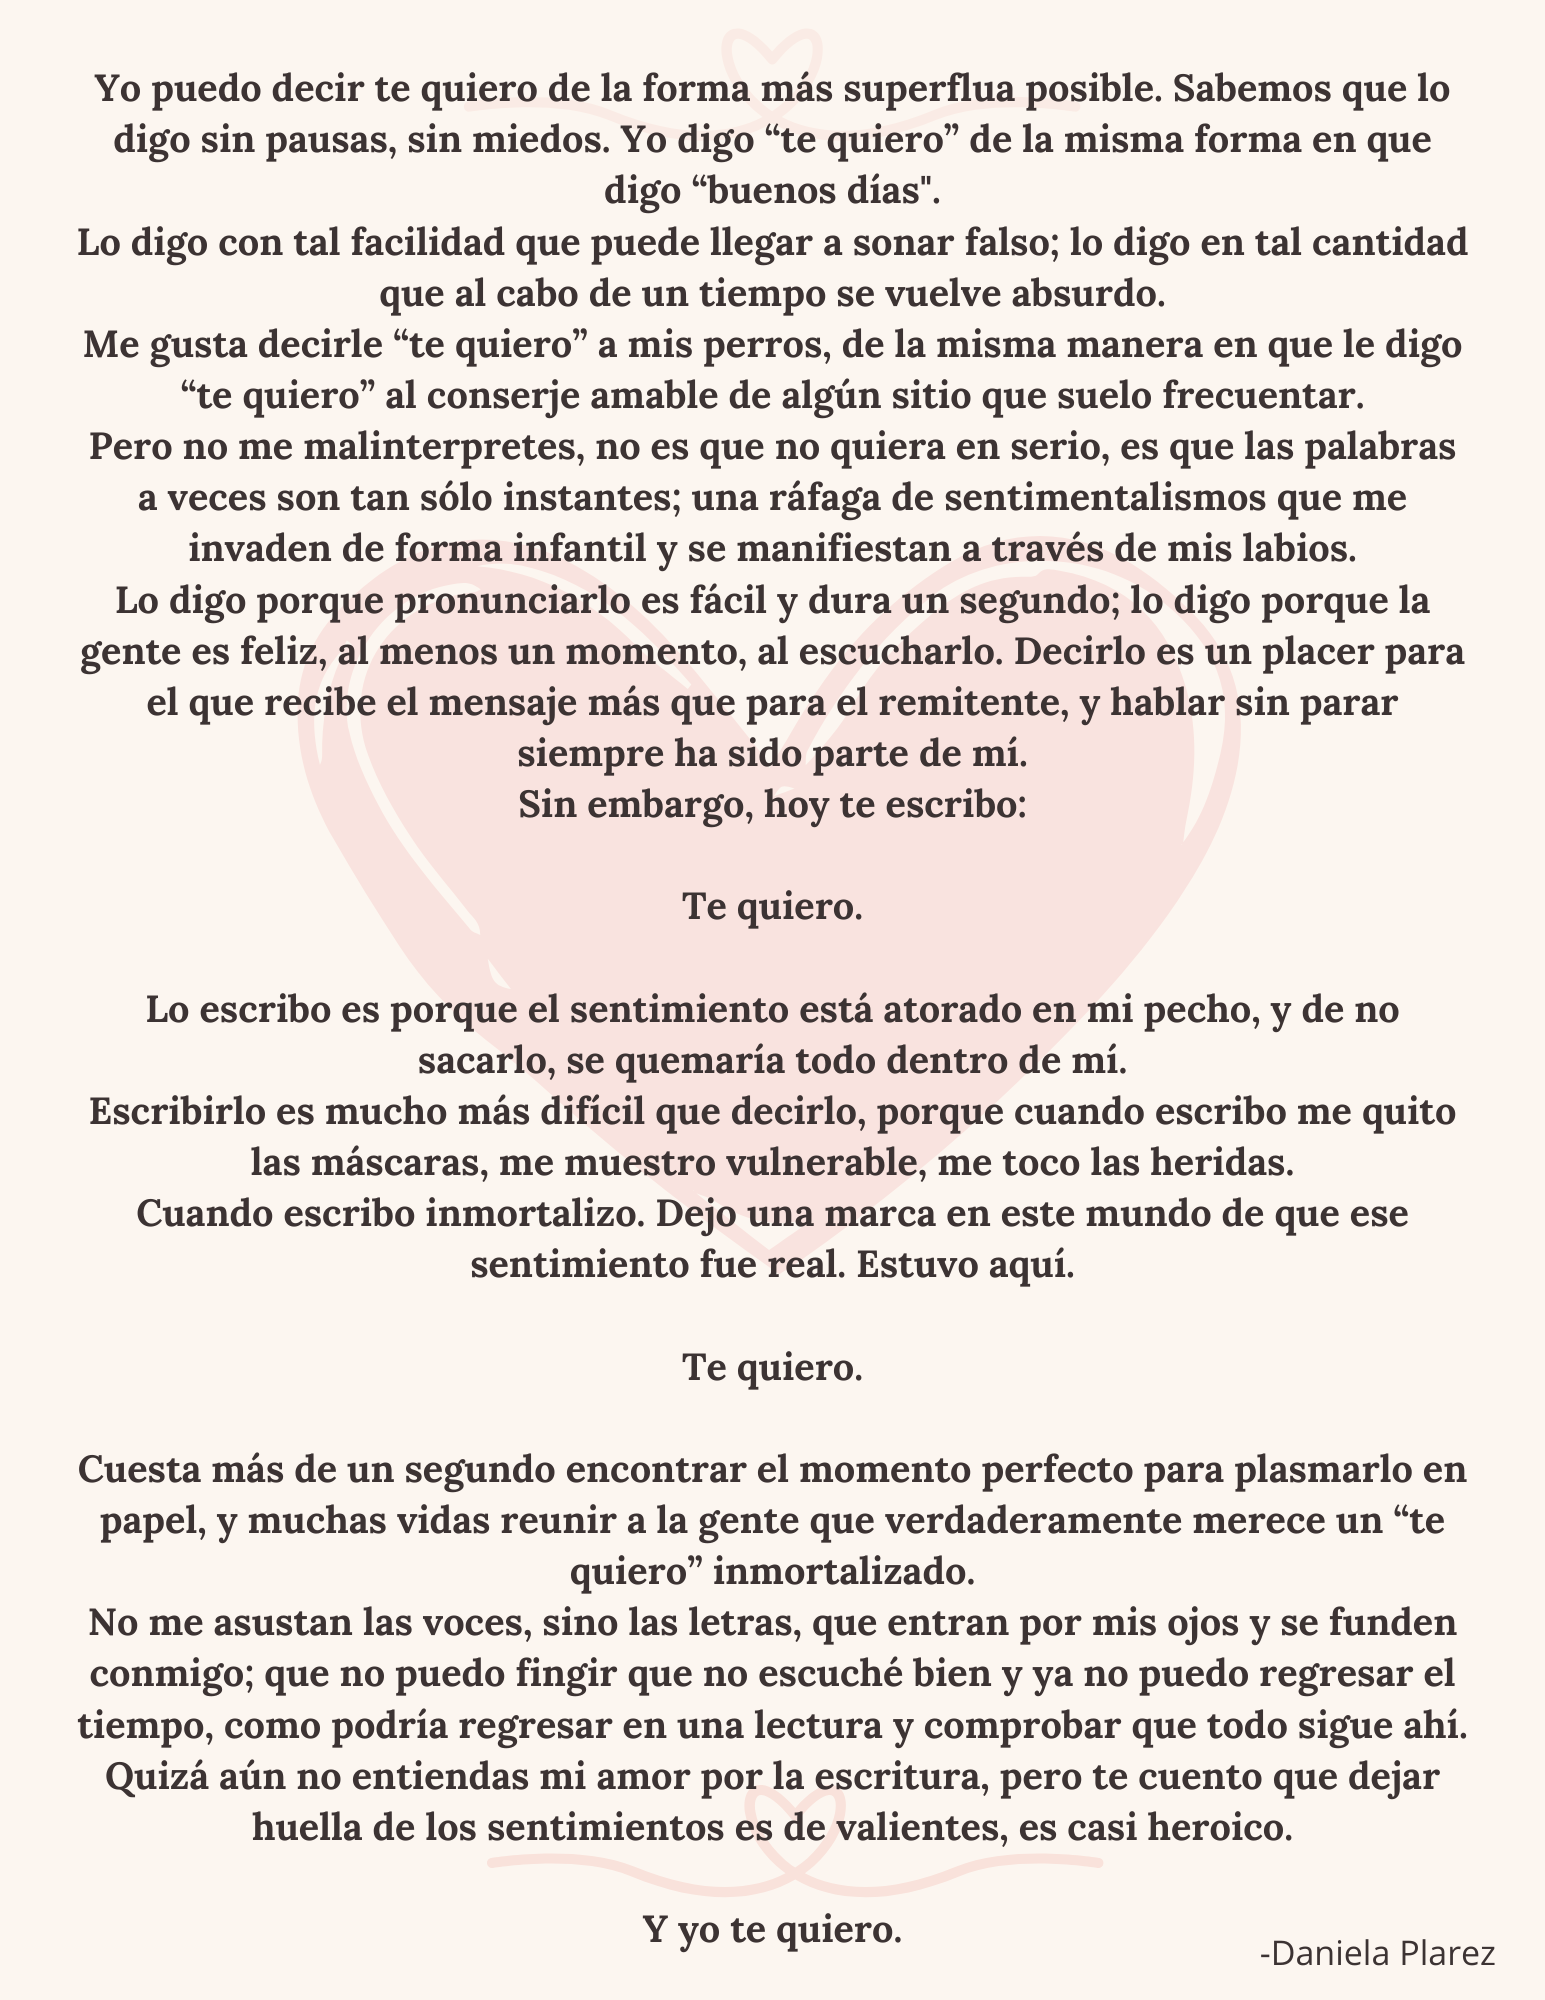 Yo puedo decir te quiero de la forma más superflua posible. Sabemos que lo
digo sin pausas, sin miedos. Yo digo “te quiero” de la misma forma en que
digo “buenos días".
Lo digo con tal facilidad que puede llegar a sonar falso; lo digo en tal cantidad
que al cabo de un tiempo se vuelve absurdo.
Me gusta decirle “te quiero” a mis perros, de la misma manera en que le digo
“te quiero” al conserje amable de algún sitio que suelo frecuentar.
Pero no me malinterpretes, no es que no quiera en serio, es que las palabras
a veces son tan sólo instantes; una ráfaga de sentimentalismos que me
invaden de forma infantil y se manifiestan a través de mis labios.
Lo digo porque pronunciarlo es fácil y dura un segundo; lo digo porque la
gente es feliz, al menos un momento, al escucharlo. Decirlo es un placer para
el que recibe el mensaje más que para el remitente, y hablar sin parar
siempre ha sido parte de mí.
Sin embargo, hoy te escribo:
Te quiero.
Lo escribo es porque el sentimiento está atorado en mi pecho, y de no
sacarlo, se quemaría todo dentro de mí.
Escribirlo es mucho más difícil que decirlo, porque cuando escribo me quito
las máscaras, me muestro vulnerable, me toco las heridas.
Cuando escribo inmortalizo. Dejo una marca en este mundo de que ese
sentimiento fue real. Estuvo aquí.
Te quiero.
Cuesta más de un segundo encontrar el momento perfecto para plasmarlo en
papel, y muchas vidas reunir a la gente que verdaderamente merece un “te
quiero” inmortalizado.
No me asustan las voces, sino las letras, que entran por mis ojos y se funden
conmigo; que no puedo fingir que no escuché bien y ya no puedo regresar el
tiempo, como podría regresar en una lectura y comprobar que todo sigue ahí.
Quizá aún no entiendas mi amor por la escritura, pero te cuento que dejar
huella de los sentimientos es de valientes, es casi heroico.
Y yo te quiero.
-Daniela Plarez